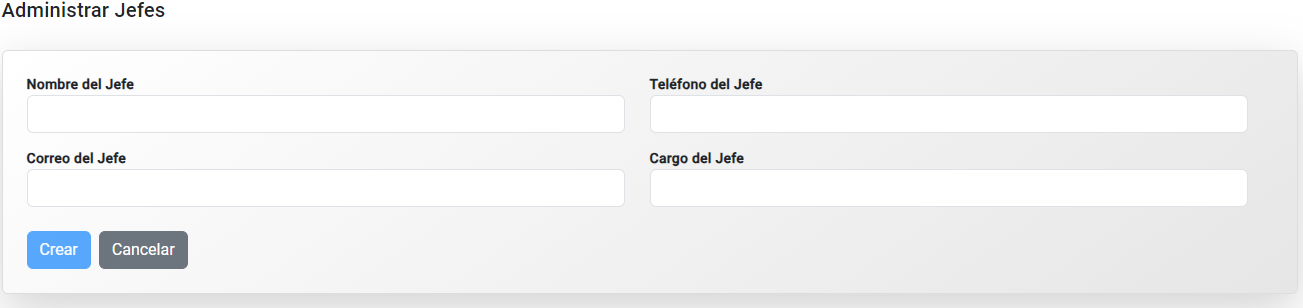 Administrar Jefes
Nombre del Jefe
Teléfono del Jefe
Correo del Jefe
Cargo del Jefe
Crear
Cancelar